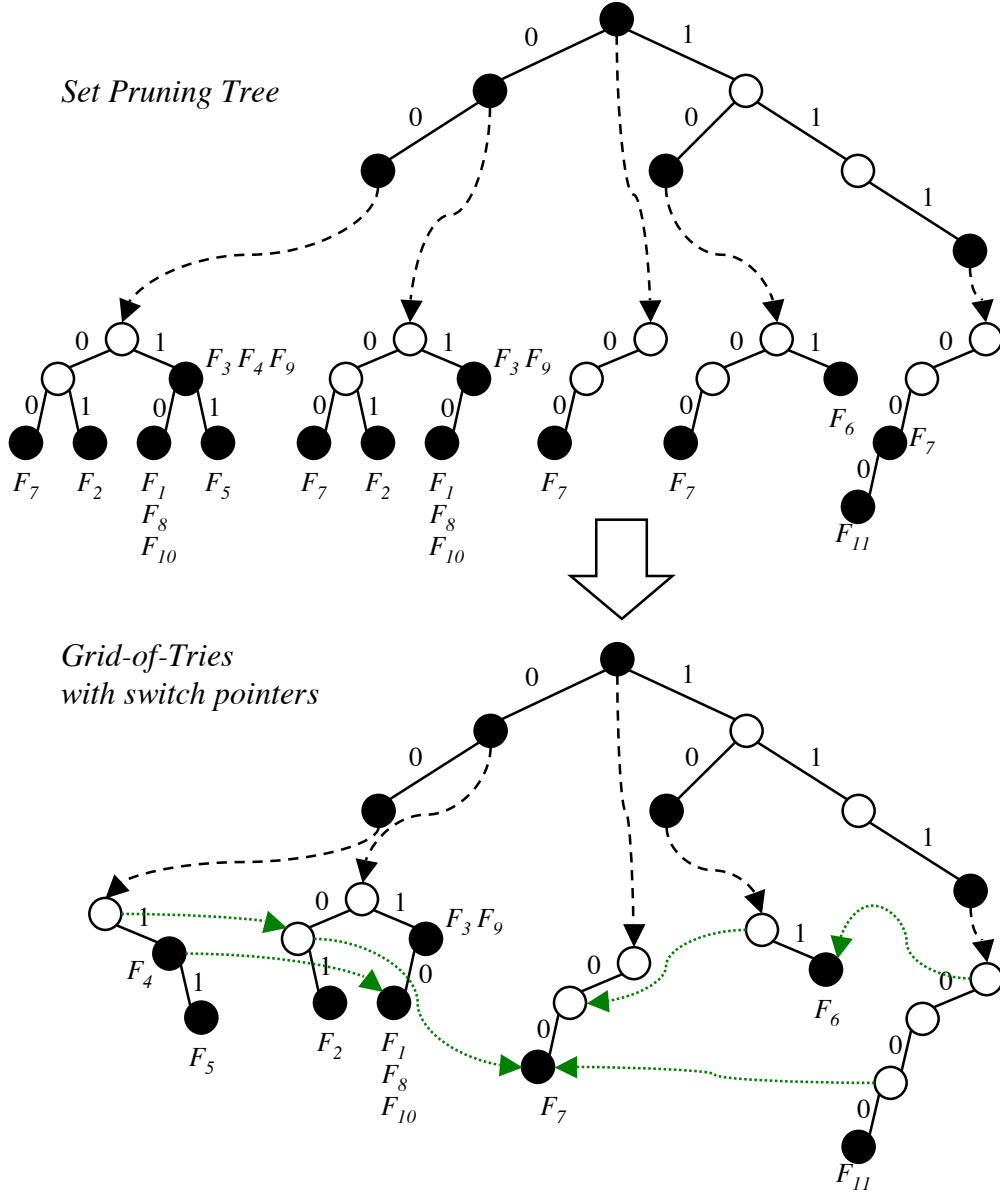 0 1
Set Pruning Tree
0 0 1
1
0 1 0 1 0 0 1 0
F3 F4 F9 F3 F9
0 1 0 1 0 1 0 0 0 0
F6
F7
F7 F2 F1 F5 F7 F2 F1 F7 F7 0
F8 F8
F10 F10 F11
Grid-of-Tries
with switch pointers
0 1
0 0 1
1
0 1
1 F3 F9
1
F4 1 0 0 0
1 F6
F5 F2 F1 0 0
F8 F7
F10 0
F11